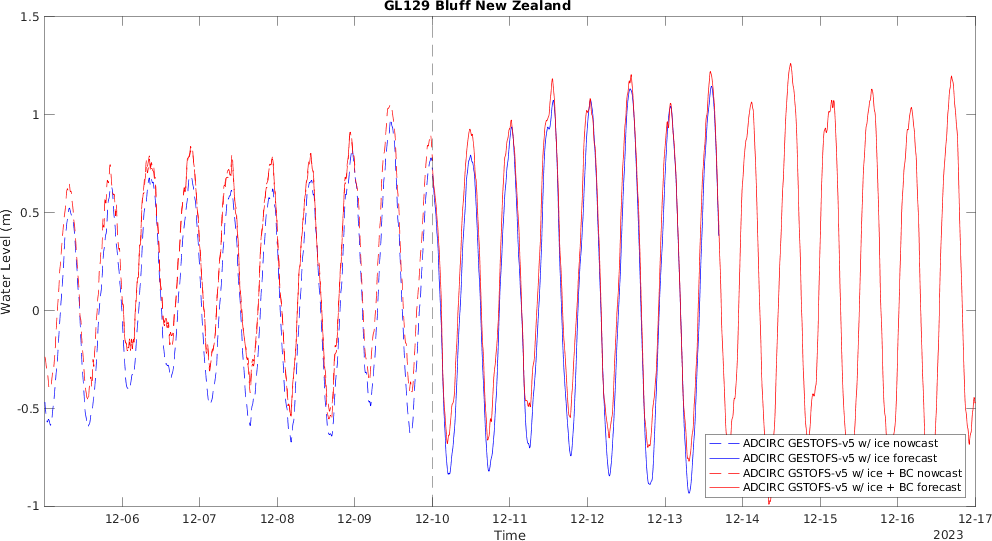 GL129 Bluff New Zealand
1.5
1
0.5
0
-0.5
-1
Water Level (m)
12-06
12-07
12-08
12-09
12-10
12-11
12-12
12-13
12-14
12-15
12-16
12-17
Time
2023
ADCIRC GESTOFS-v5 w/ ice nowcast
ADCIRC GESTOFS-v5 w/ ice forecast
ADCIRC GSTOFS-v5 w/ ice + BC nowcast
ADCIRC GSTOFS-v5 w/ ice + BC forecast